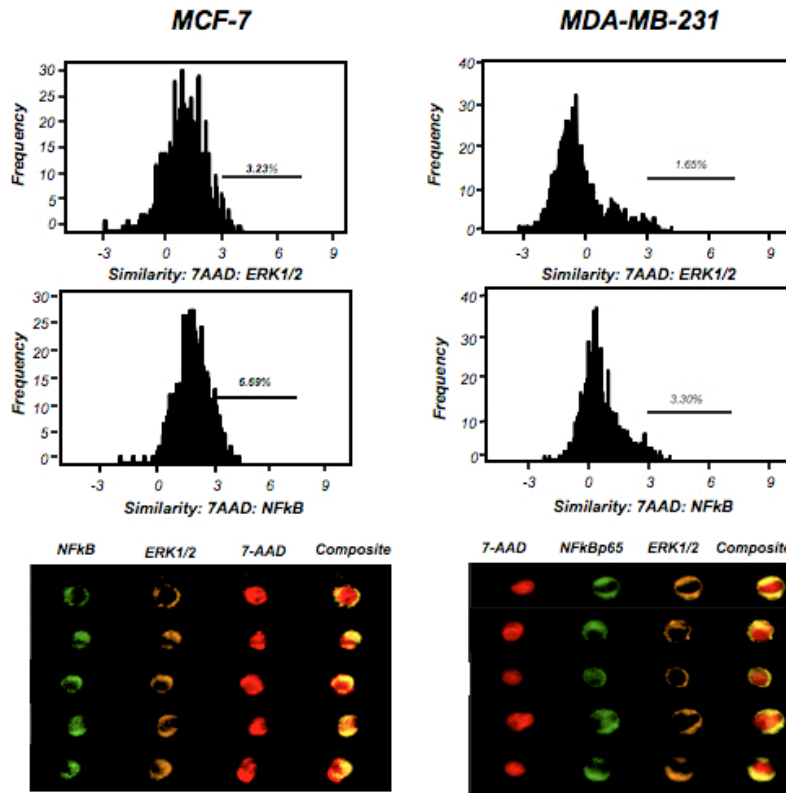 MCF-7
30
25
20
15
10
5
0
Frequency
3.23%
-3 0 3 6 9
Similarity: 7AAD: ERK1/2
30
25
20
15
10
5
0
Frequency
6.69%
-3 0 3 6 9
Similarity: 7AAD: NFkB
NFkB ERK1/2 7-AAD Composite
MDA-MB-231
40
30
20
10
0
Frequency
1.65%
-3 0 3 6 9
Similarity: 7AAD: ERK1/2
40
30
20
10
0
Frequency
3.30%
-3 0 3 6 9
Similarity: 7AAD: NFkB
7-AAD NFkBp65 ERK1/2 Composite